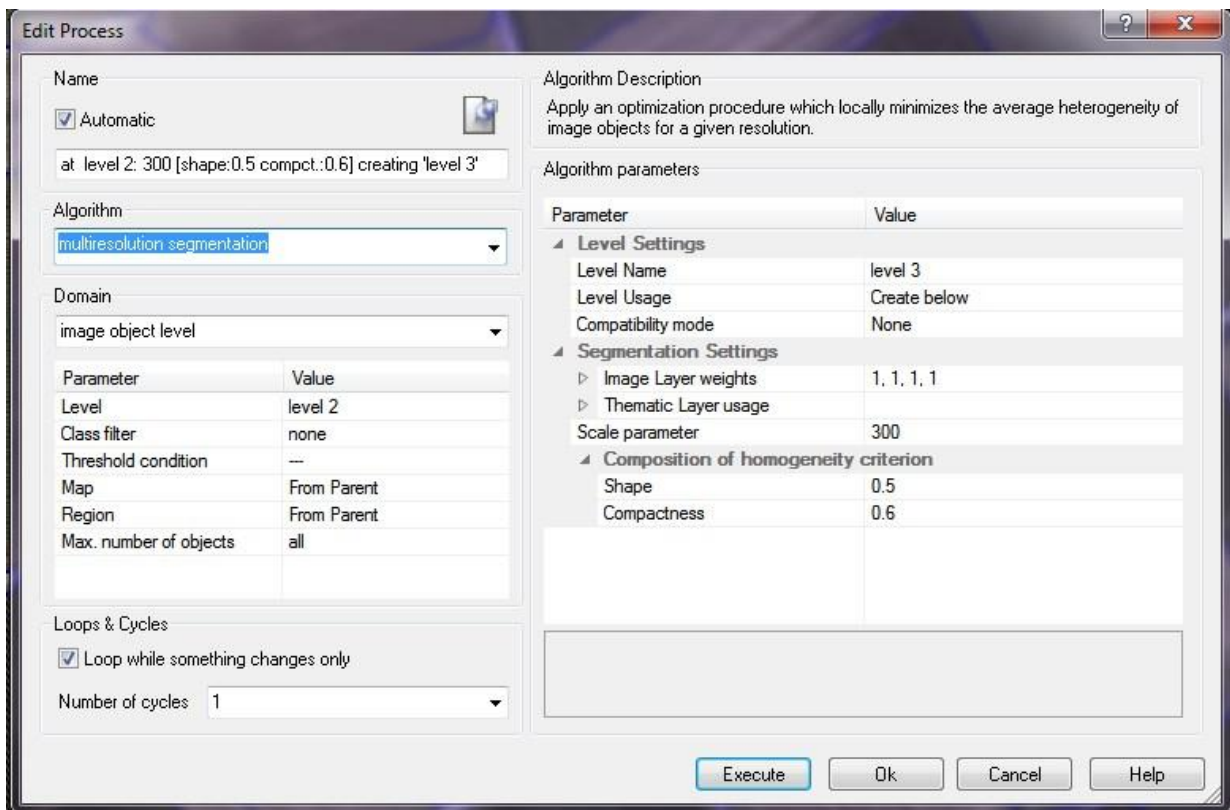 Edit Process
Name
Automatic
at level 2: 300 [shape:0.5 compct.:0.6] creating 'level 3'
Algorithm
multiresolution segmentation
Domain
image object level
Parameter Value
Level level 2
Class filter none
Threshold condition ---
Map From Parent
Region From Parent
Max. number of objects all
Loops & Cycles
Loop while something changes only
Number of cycles 1
Algorithm Description
Apply an optimization procedure which locally minimizes the average heterogeneity of
image objects for a given resolution.
Algorithm parameters
Parameter Value
Level Settings
Level Name level 3
Level Usage Create below
Compatibility mode None
Segmentation Settings
Image Layer weights 1, 1, 1, 1
Thematic Layer usage
Scale parameter 300
Composition of homogeneity criterion
Shape 0.5
Compactness 0.6
Execute Ok Cancel Help